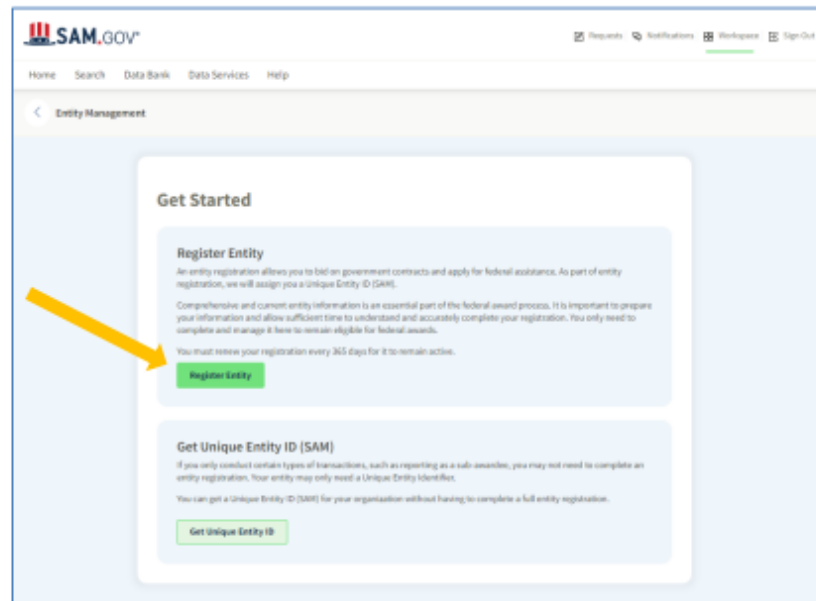 SAM.GOV®
Requests Notifications Workspace Sign Out
Home Search Data Bank Data Services Help
Entity Management
Get Started
Register Entity
An entity registration allows you to bid on government contracts and apply for federal assistance. As part of entity
registration, we will assign you a Unique Entity ID (SAM).
Comprehensive and current entity information is an essential part of the federal award process. It is important to prepare
your information and allow sufficient time to understand and accurately complete your registration. You only need to
complete and manage it here to remain eligible for federal awards.
You must renew your registration every 365 days for it to remain active.
Register Entity
Get Unique Entity ID (SAM)
If you only conduct certain types of transactions, such as reporting as a sub-awardee, you may not need to complete an
entity registration. Your entity may only need a Unique Entity Identifier.
You can get a Unique Entity ID (SAM) for your organization without having to complete a full entity registration.
Get Unique Entity ID